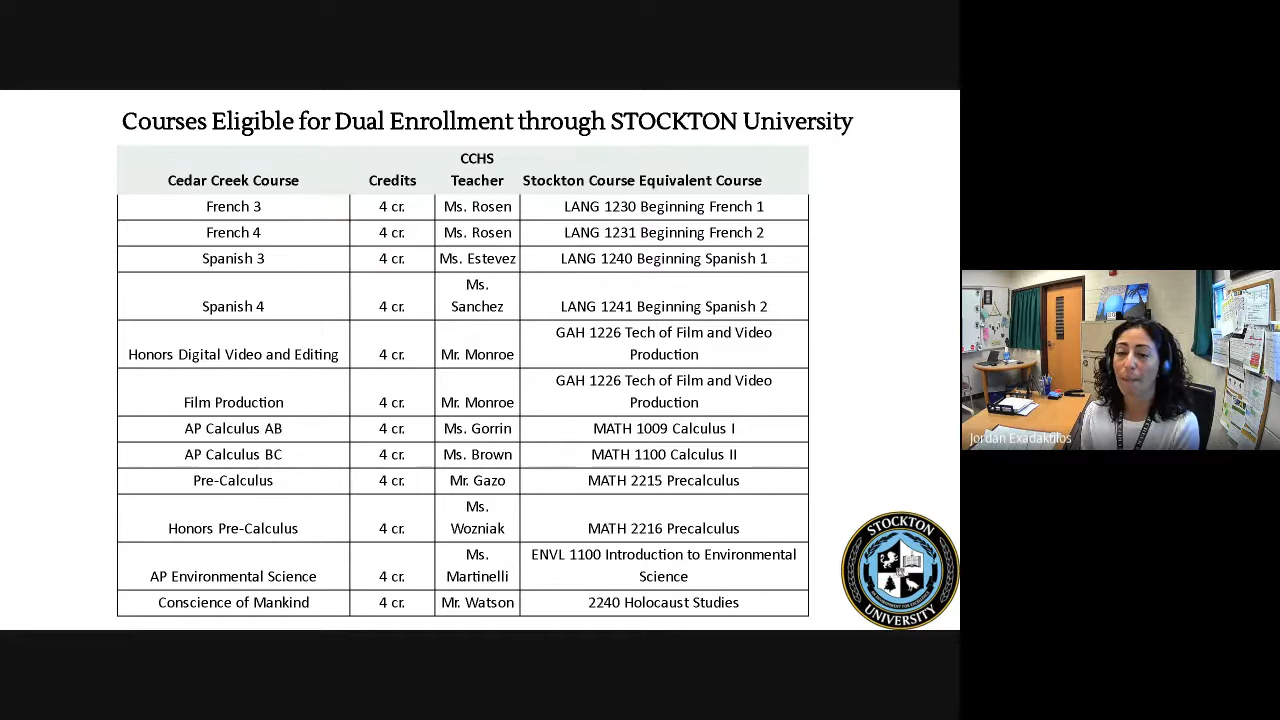 Courses Eligible for Dual Enrollment through STOCKTON University
Cedar Creek Course Credits CCHS Teacher Stockton Course Equivalent Course
French 3 4 cr. Ms. Rosen LANG 1230 Beginning French 1
French 4 4 cr. Ms. Rosen LANG 1231 Beginning French 2
Spanish 3 4 cr. Ms. Estevez LANG 1240 Beginning Spanish 1
Spanish 4 4 cr. Ms. Sanchez LANG 1241 Beginning Spanish 2
Honors Digital Video and Editing 4 cr. Mr. Monroe GAH 1226 Tech of Film and Video Production
Film Production 4 cr. Mr. Monroe GAH 1226 Tech of Film and Video Production
AP Calculus AB 4 cr. Ms. Gorrin MATH 1009 Calculus I
AP Calculus BC 4 cr. Ms. Brown MATH 1100 Calculus II
Pre-Calculus 4 cr. Mr. Gazo MATH 2215 Precalculus
Honors Pre-Calculus 4 cr. Ms. Wozniak MATH 2216 Precalculus
AP Environmental Science 4 cr. Ms. Martinelli ENVL 1100 Introduction to Environmental Science
Conscience of Mankind 4 cr. Mr. Watson 2240 Holocaust Studies
STOCKTON
UNIVERSITY
Jordan Exadaktilos